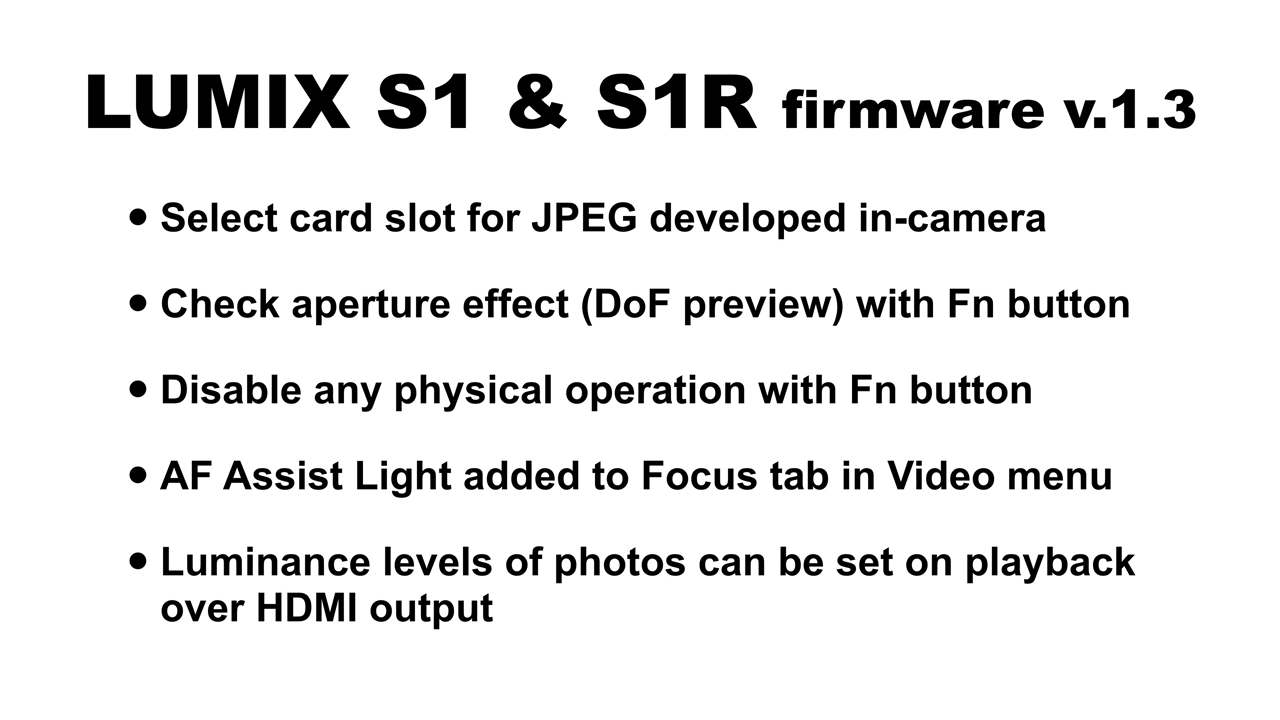 LUMIX S1 & S1R firmware v.1.3
• Select card slot for JPEG developed in-camera
• Check aperture effect (DoF preview) with Fn button
• Disable any physical operation with Fn button
• AF Assist Light added to Focus tab in Video menu
• Luminance levels of photos can be set on playback
over HDMI output